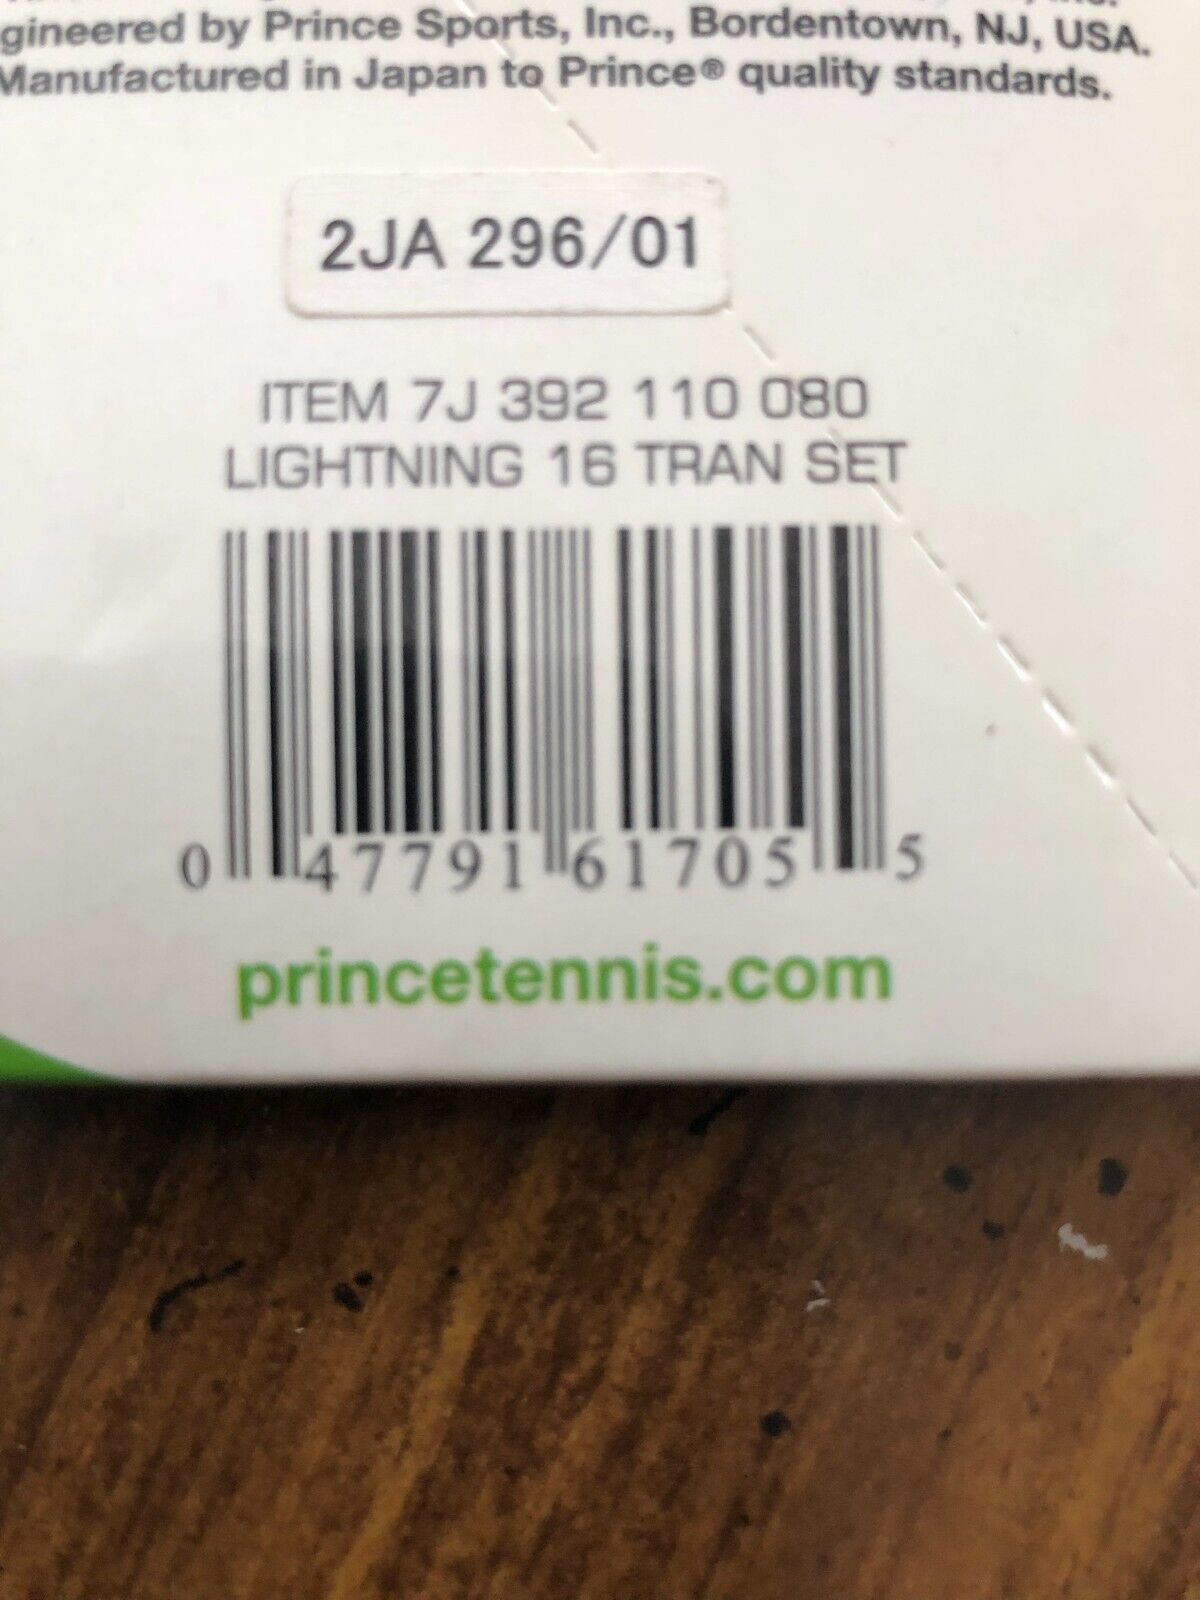 gineered by Prince Sports, Inc., Bordentown, NJ, USA.
Manufactured in Japan to Prince® quality standards.
2JA 296/01
ITEM 7J 392 110 080
LIGHTNING 16 TRAN SET
0 47791 61705 5
princetennis.com